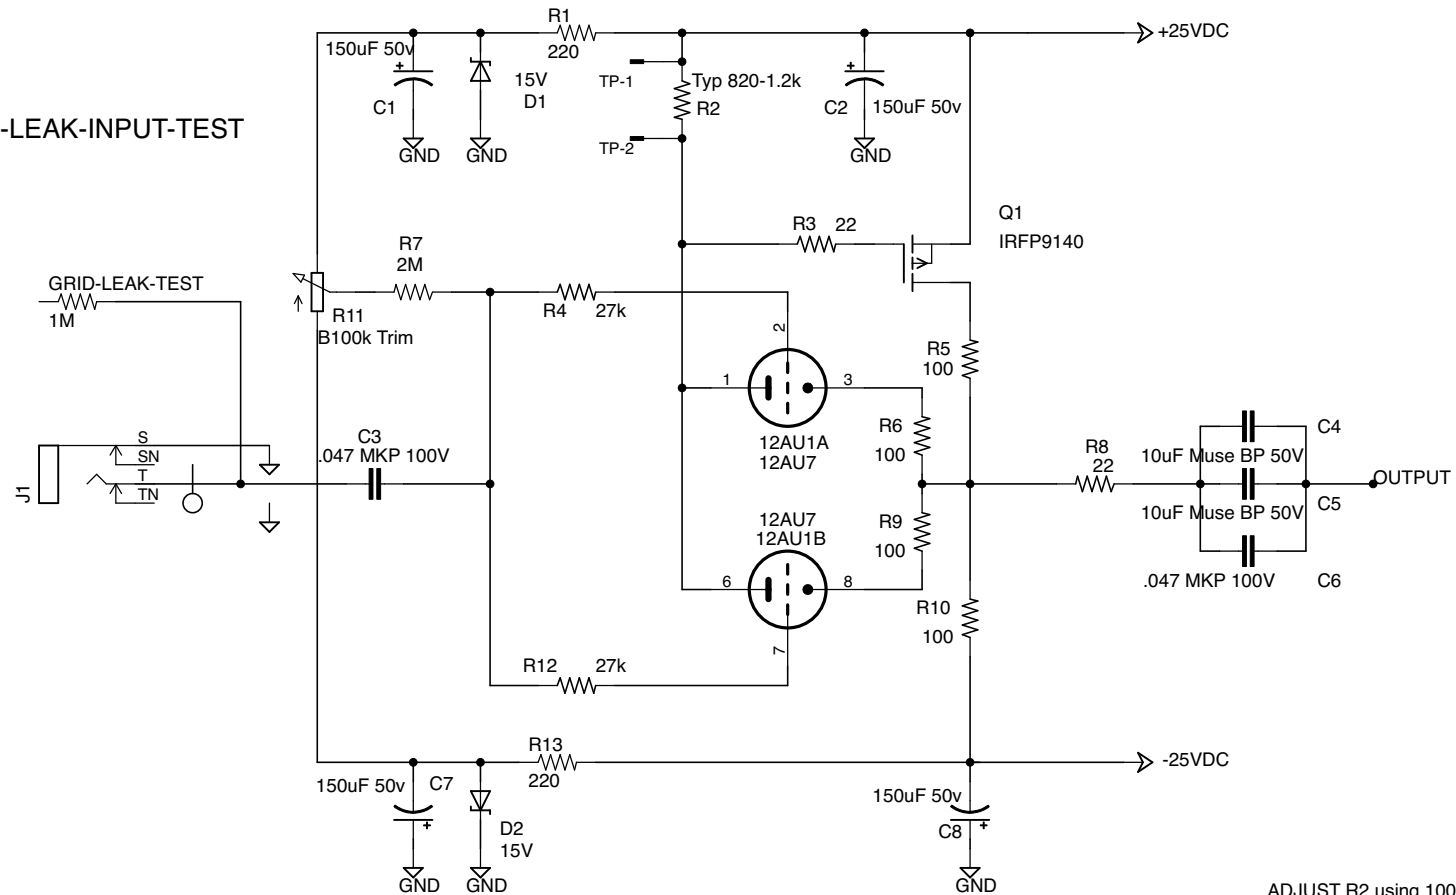 R1
220
+25VDC
150uF 50v
+
C1
15V
D1
TP-1
Typ 820-1.2k
R2
TP-2
+
C2
150uF 50v
-LEAK-INPUT-TEST
GND
GND
GND
R3
22
Q1
IRFP9140
R7
2M
GRID-LEAK-TEST
1M
R11
B100k Trim
R4
27k
2
R5
100
1
3
R6
100
12AU1A
12AU7
C4
10uF Muse BP 50V
C3
.047 MKP 100V
R8
22
S
SN
T
TN
J1
OUTPUT
C5
10uF Muse BP 50V
12AU7
12AU1B
R9
100
6
8
.047 MKP 100V
C6
R10
100
7
R12
27k
R13
220
-25VDC
150uF 50v
C7
+
D2
15V
150uF 50v
C8
+
GND
GND
GND
ADJUST R2 using 100